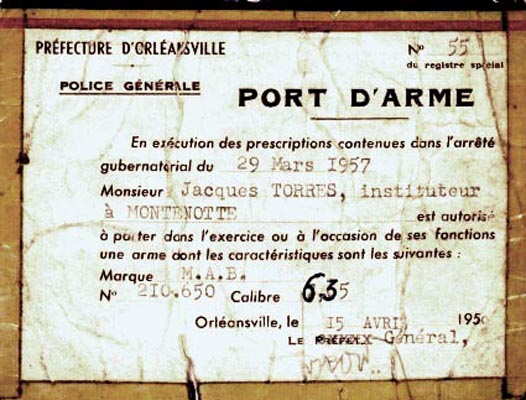 PRÉFECTURE D'ORLÉANSVILLE
N° 55
du registre spécial
POLICE GÉNÉRALE
PORT D'ARME
En exécution des prescriptions contenues dans l'arrêté
gubernatorial du 29 Mars 1957
Monsieur Jacques TORRES, instituteur
à MONTENOTTE est autorisé
à porter dans l'exercice ou à l'occasion de ses fonctions
une arme dont les caractéristiques sont les suivantes :
Marque M.A.B.
N° 210.650 Calibre 6,35
Orléansville, le 15 AVRIL
LE PRÉFET Général,